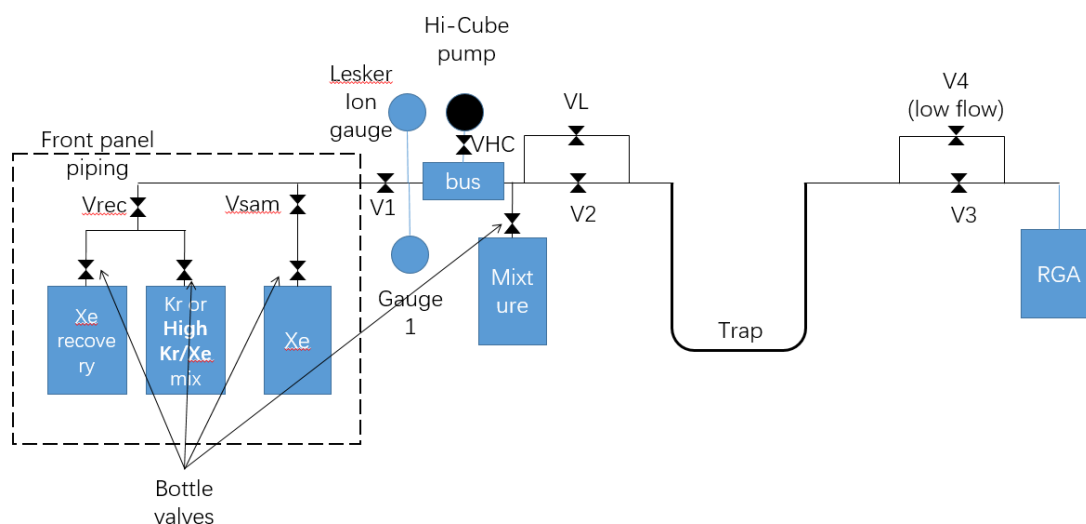 Hi-Cube
pump
Lesker
Ion
gauge
VL
V4
(low flow)
Front panel
piping
VHC
bus
Vrec
Vsam
V1
V2
V3
Xe
recove
ry
Kr or
High
Kr/Xe
mix
Xe
Gauge
1
Mixt
ure
Trap
RGA
Bottle
valves